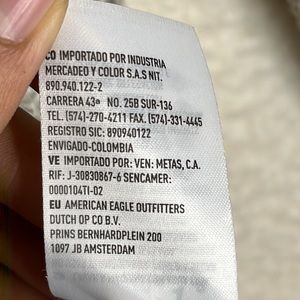 CO IMPORTADO POR INDUSTRIA
MERCADEO Y COLOR S.A.S NIT.
890.940.122-2
CARRERA 43ª NO. 25B SUR-136
TEL.(574)-270-4211 FAX.(574)-331-4445
REGISTRO SIC: 890940122
ENVIGADO-COLOMBIA
VE IMPORTADO POR: VEN: METAS, C.A.
RIF: J-30830867-6 SENCAMER:
0000104TI-02
EU AMERICAN EAGLE OUTFITTERS
DUTCH OP CO B.V.
PRINS BERNHARDPLEIN 200
1097 JB AMSTERDAM